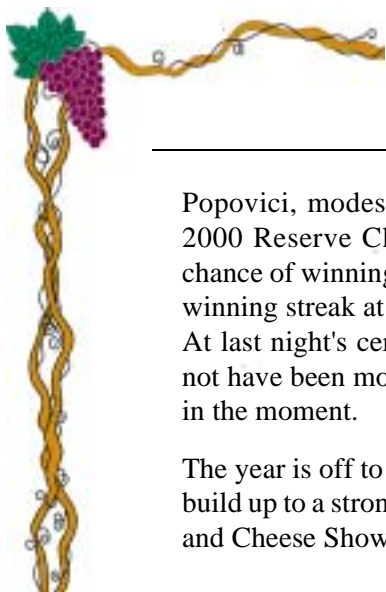 Popovici, modes
2000 Reserve Cl
chance of winning
winning streak at
At last night's cer
not have been mo
in the moment.
The year is off to
build up to a stron
and Cheese Show